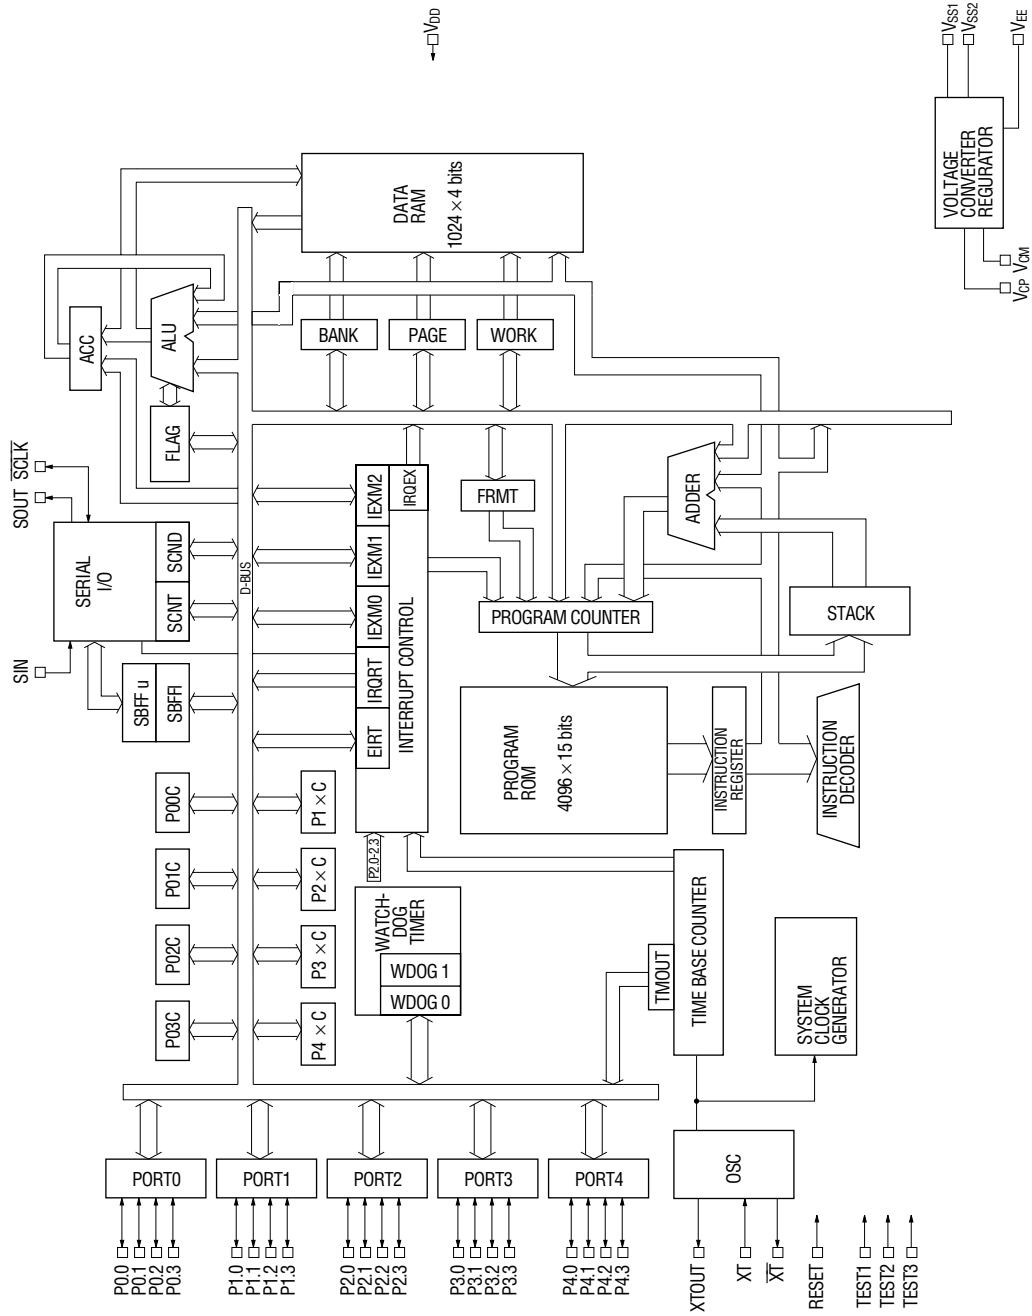 P0.0
P0.1
P0.2
P0.3
PORT0
P1.0
P1.1
P1.2
P1.3
PORT1
P2.0
P2.1
P2.2
P2.3
PORT2
P3.0
P3.1
P3.2
P3.3
PORT3
P4.0
P4.1
P4.2
P4.3
PORT4
XTOUT
XT
XT
OSC
RESET
TEST1
TEST2
TEST3
P03C
P02C
P01C
P00C
P4 × C
P3 × C
P2 × C
P1 × C
WATCH-
DOG
TIMER
WDOG 0
WDOG 1
P2.0-2.3
TMOUT
TIME BASE COUNTER
SYSTEM
CLOCK
GENERATOR
SIN
SOUT
SCLK
SERIAL
I/O
SCNT
SCND
SBFF u
SBFFl
D-BUS
EIRT
IRQRT
IEXM0
IEXM1
IEXM2
INTERRUPT CONTROL
IRQEX
PROGRAM
ROM
4096 × 15 bits
INSTRUCTION
REGISTER
INSTRUCTION
DECODER
PROGRAM COUNTER
FRMT
STACK
ADDER
FLAG
ACC
ALU
BANK
PAGE
WORK
DATA
RAM
1024 × 4 bits
VDD
VOLTAGE
CONVERTER
REGURATOR
VCP
VCM
VSS1
VSS2
VEE